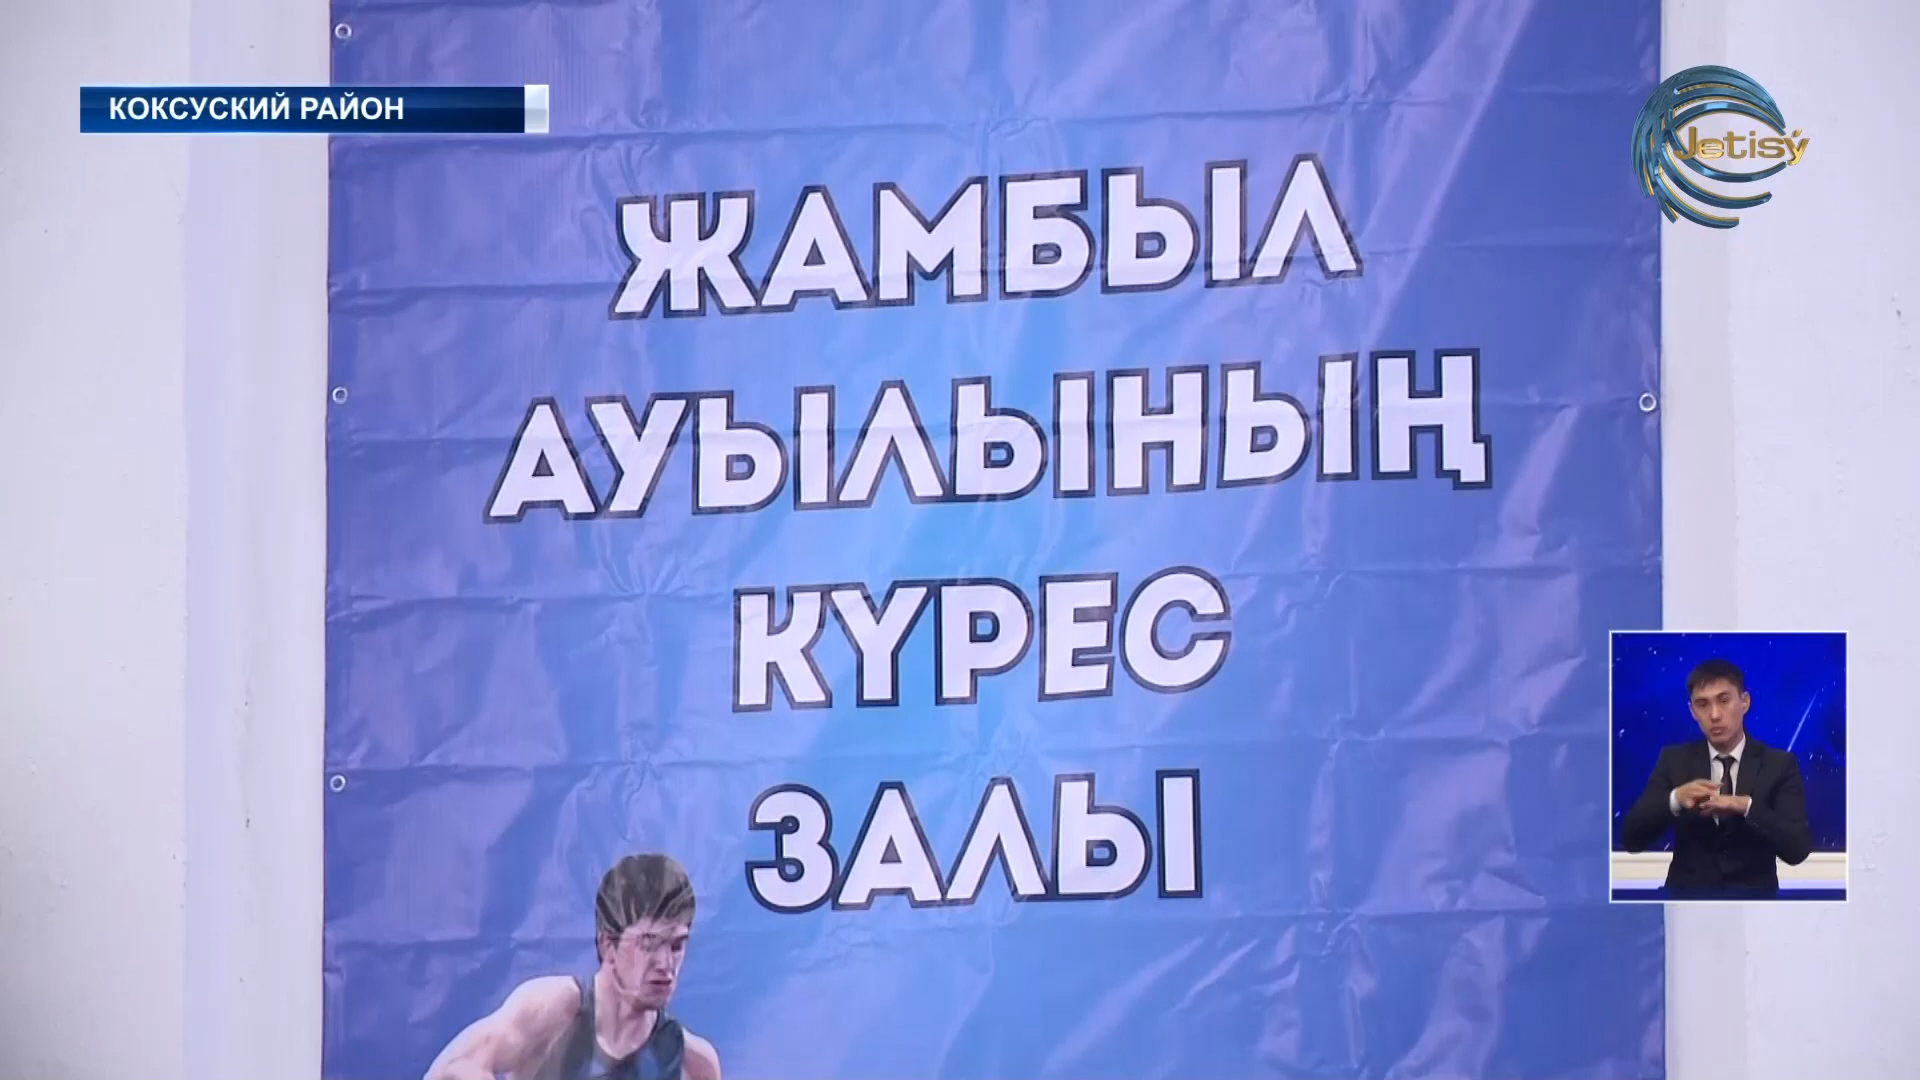 КОКСУСКИЙ РАЙОН
Jetisý
ЖАМБЫЛ
АУЫЛЫНЫҢ
КҮРЕС
ЗАЛЫ